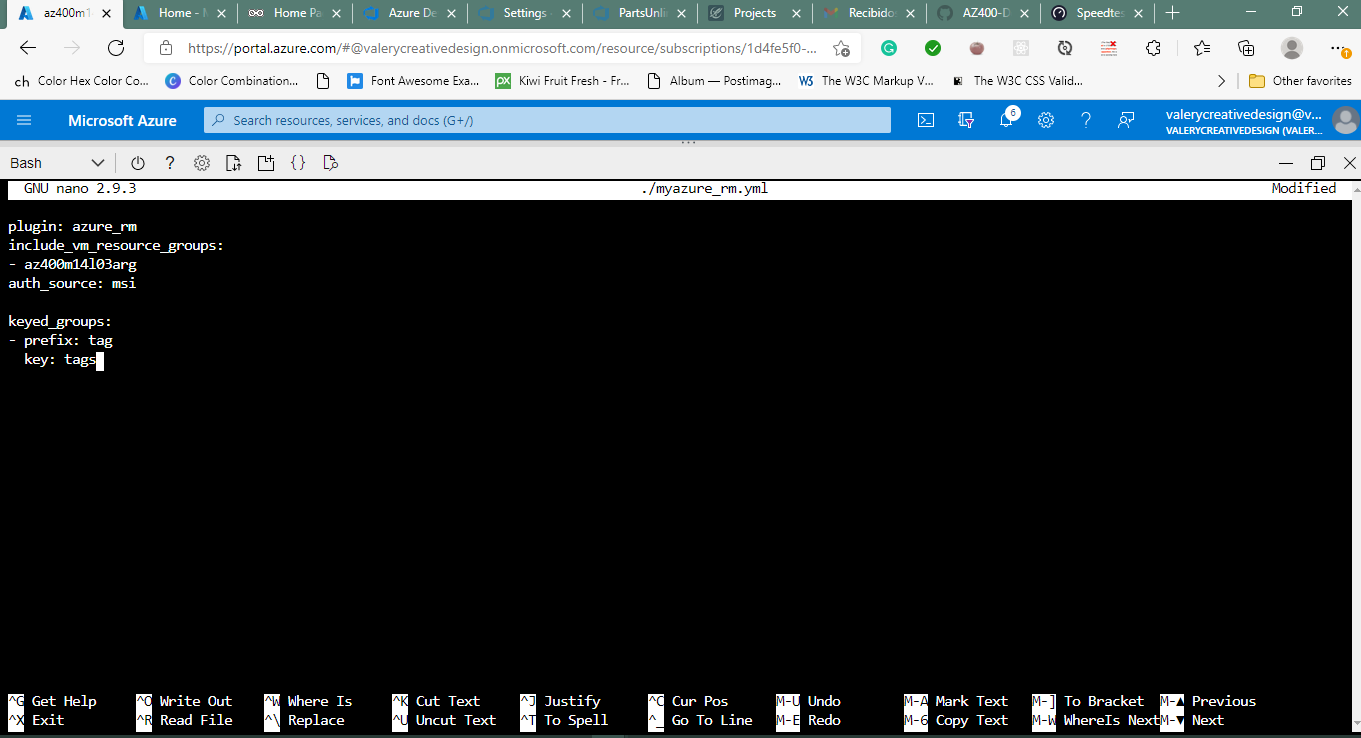 az400m1
Home - M
Home Pa
Azure De
Settings
PartsUnli
Projects
Recibido
AZ400-D
Speedtes
https://portal.azure.com/#@valerycreativedesign.onmicrosoft.com/resource/subscriptions/1d4fe5f0-...
ch Color Hex Color Co...
C Color Combination...
Font Awesome Exa...
px Kiwi Fruit Fresh - Fr...
Album — Postimag...
W3 The W3C Markup V...
The W3C CSS Valid...
Other favorites
Microsoft Azure
Search resources, services, and docs (G+/)
6
valerycreativedesign@v...
VALERYCREATIVEDESIGN (VALER...
Bash
GNU nano 2.9.3 ./myazure_rm.yml Modified
plugin: azure_rm
include_vm_resource_groups:
- az400m14l03arg
auth_source: msi
keyed_groups:
- prefix: tag
key: tags
^G Get Help ^O Write Out ^W Where Is ^K Cut Text ^J Justify ^C Cur Pos M-U Undo M-A Mark Text M-] To Bracket M-▲ Previous
^X Exit ^R Read File ^\ Replace ^U Uncut Text ^T To Spell ^_ Go To Line M-E Redo M-6 Copy Text M-W WhereIs Next M-▼ Next